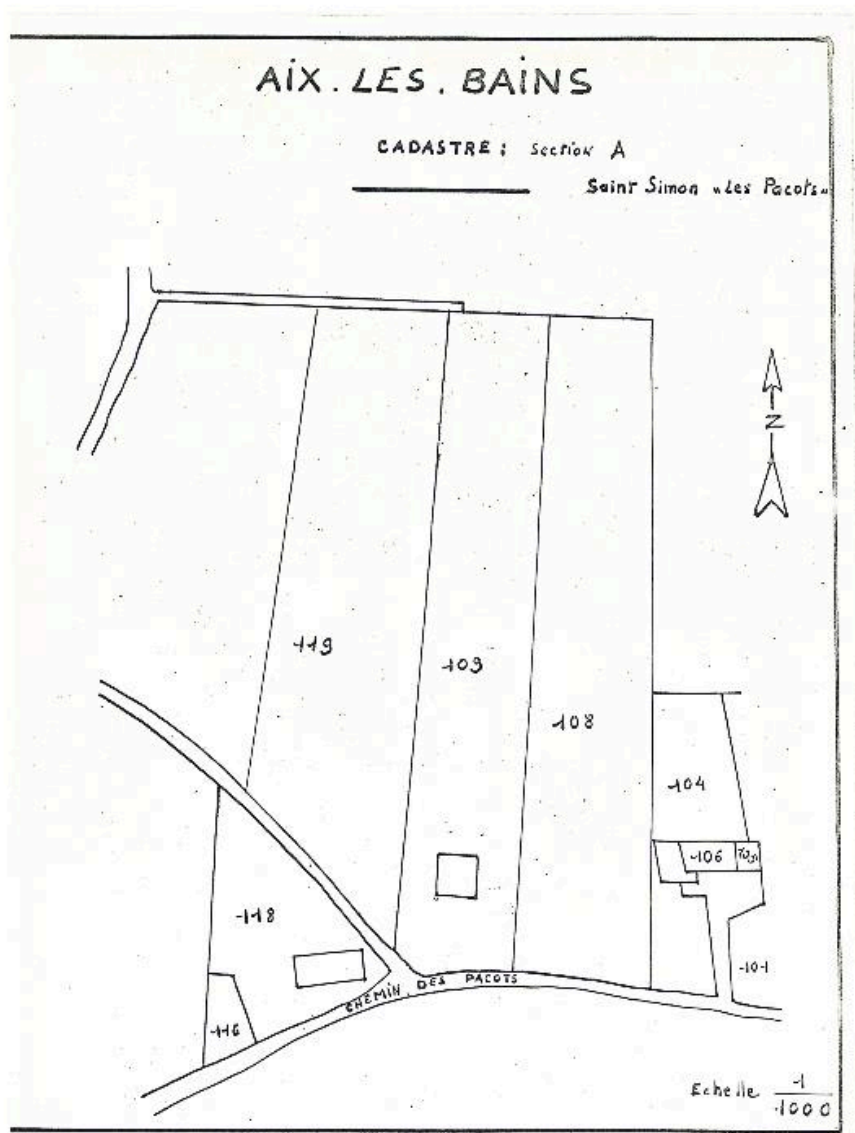 AIX . LES . BAINS
CADASTRE : Section A
Saint Simon "Les Pacots"
N
119
109
108
104
106
118
101
116
CHEMIN DES PACOTS
Echelle 1/1000